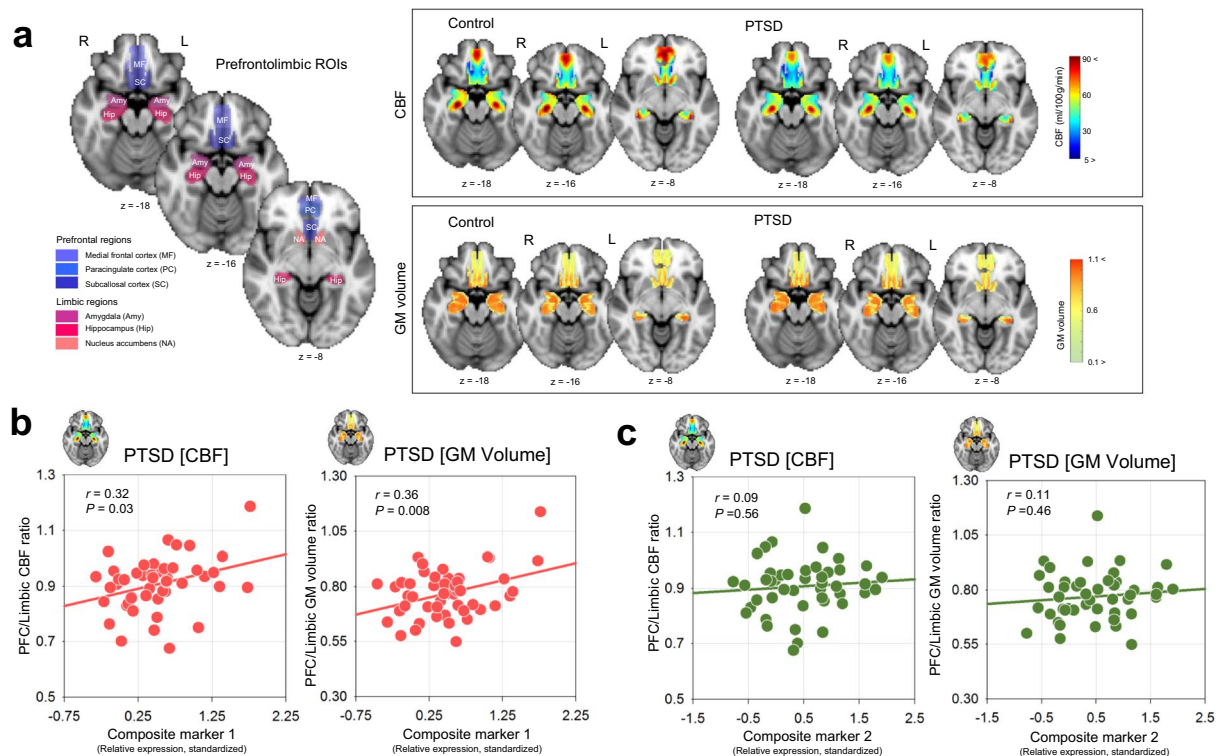 a
R
L
Prefrontolimbic ROIs
MF
SC
Amy
Amy
Hip
Hip
z = -18
MF
SC
Amy
Amy
Hip
Hip
z = -16
MF
PC
SC
NA
NA
Hip
Hip
z = -8
Prefrontal regions
Medial frontal cortex (MF)
Paracingulate cortex (PC)
Subcallosal cortex (SC)
Limbic regions
Amygdala (Amy)
Hippocampus (Hip)
Nucleus accumbens (NA)
CBF
Control
R
L
z = -18
z = -16
z = -8
PTSD
R
L
z = -18
z = -16
z = -8
90 <
60
30
5 >
CBF (ml/100g/min)
GM volume
Control
R
L
z = -18
z = -16
z = -8
PTSD
R
L
z = -18
z = -16
z = -8
1.1 <
0.6
0.1 >
GM volume
b
PTSD [CBF]
r = 0.32
P = 0.03
PFC/Limbic CBF ratio
1.3
1.1
0.9
0.7
0.5
-0.75
0.25
1.25
2.25
Composite marker 1
(Relative expression, standardized)
PTSD [GM Volume]
r = 0.36
P = 0.008
PFC/Limbic GM volume ratio
1.30
1.05
0.80
0.55
0.30
-0.75
0.25
1.25
2.25
Composite marker 1
(Relative expression, standardized)
c
PTSD [CBF]
r = 0.09
P =0.56
PFC/Limbic CBF ratio
1.3
1.1
0.9
0.7
0.5
-1.5
-0.5
0.5
1.5
2.5
Composite marker 2
(Relative expression, standardized)
PTSD [GM Volume]
r = 0.11
P =0.46
PFC/Limbic GM volume ratio
1.30
1.05
0.80
0.55
0.30
-1.5
-0.5
0.5
1.5
2.5
Composite marker 2
(Relative expression, standardized)